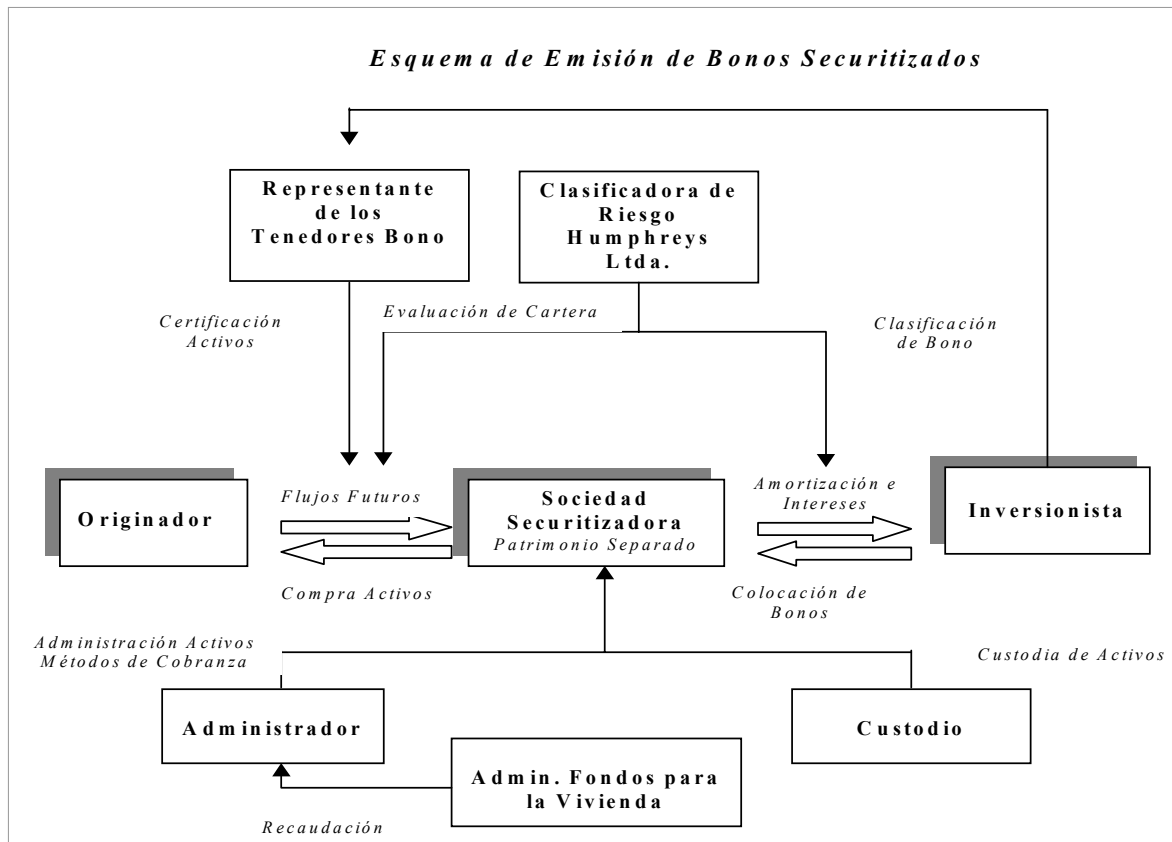 Esquema de Emisión de Bonos Securitizados
Representante
de los
Tenedores Bono
Clasificadora de
Riesgo
Humphreys
Ltda.
Certificación
Activos
Evaluación de Cartera
Clasificación
de Bono
Originador
Flujos Futuros
Compra Activos
Sociedad
Securitizadora
Patrimonio Separado
Amortización e
Intereses
Colocación de
Bonos
Inversionista
Administración Activos
Métodos de Cobranza
Custodia de Activos
Administrador
Custodio
Admin. Fondos para
la Vivienda
Recaudación